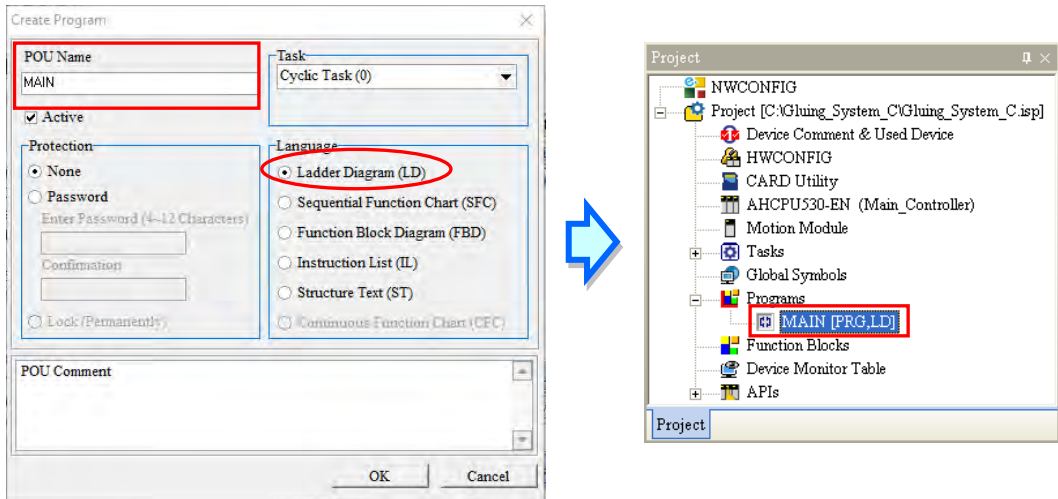 Create Program
POU Name
MAIN
Active
Task
Cyclic Task (0)
Protection
None
Password
Enter Password (4~12 Characters)
Confirmation
Lock (Permanently)
Language
Ladder Diagram (LD)
Sequential Function Chart (SFC)
Function Block Diagram (FBD)
Instruction List (IL)
Structure Text (ST)
Continuous Function Chart (CFC)
POU Comment
OK
Cancel
Project
NWCONFIG
Project [C:\Gluing_System_C\Gluing_System_C.isp]
Device Comment & Used Device
HWCONFIG
CARD Utility
AHCPU530-EN (Main_Controller)
Motion Module
Tasks
Global Symbols
Programs
MAIN [PRG,LD]
Function Blocks
Device Monitor Table
APIs
Project